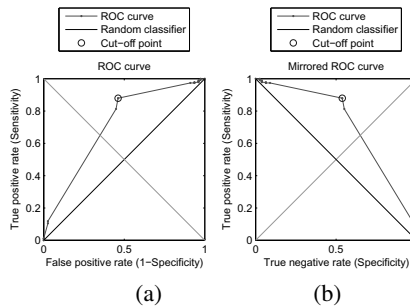 ROC curve
Random classifier
Cut-off point
ROC curve
True positive rate (Sensitivity)
1
0.8
0.6
0.4
0.2
0
0
0.5
1
False positive rate (1-Specificity)
(a)
ROC curve
Random classifier
Cut-off point
Mirrored ROC curve
True positive rate (Sensitivity)
1
0.8
0.6
0.4
0.2
0
0
0.5
True negative rate (Specificity)
(b)